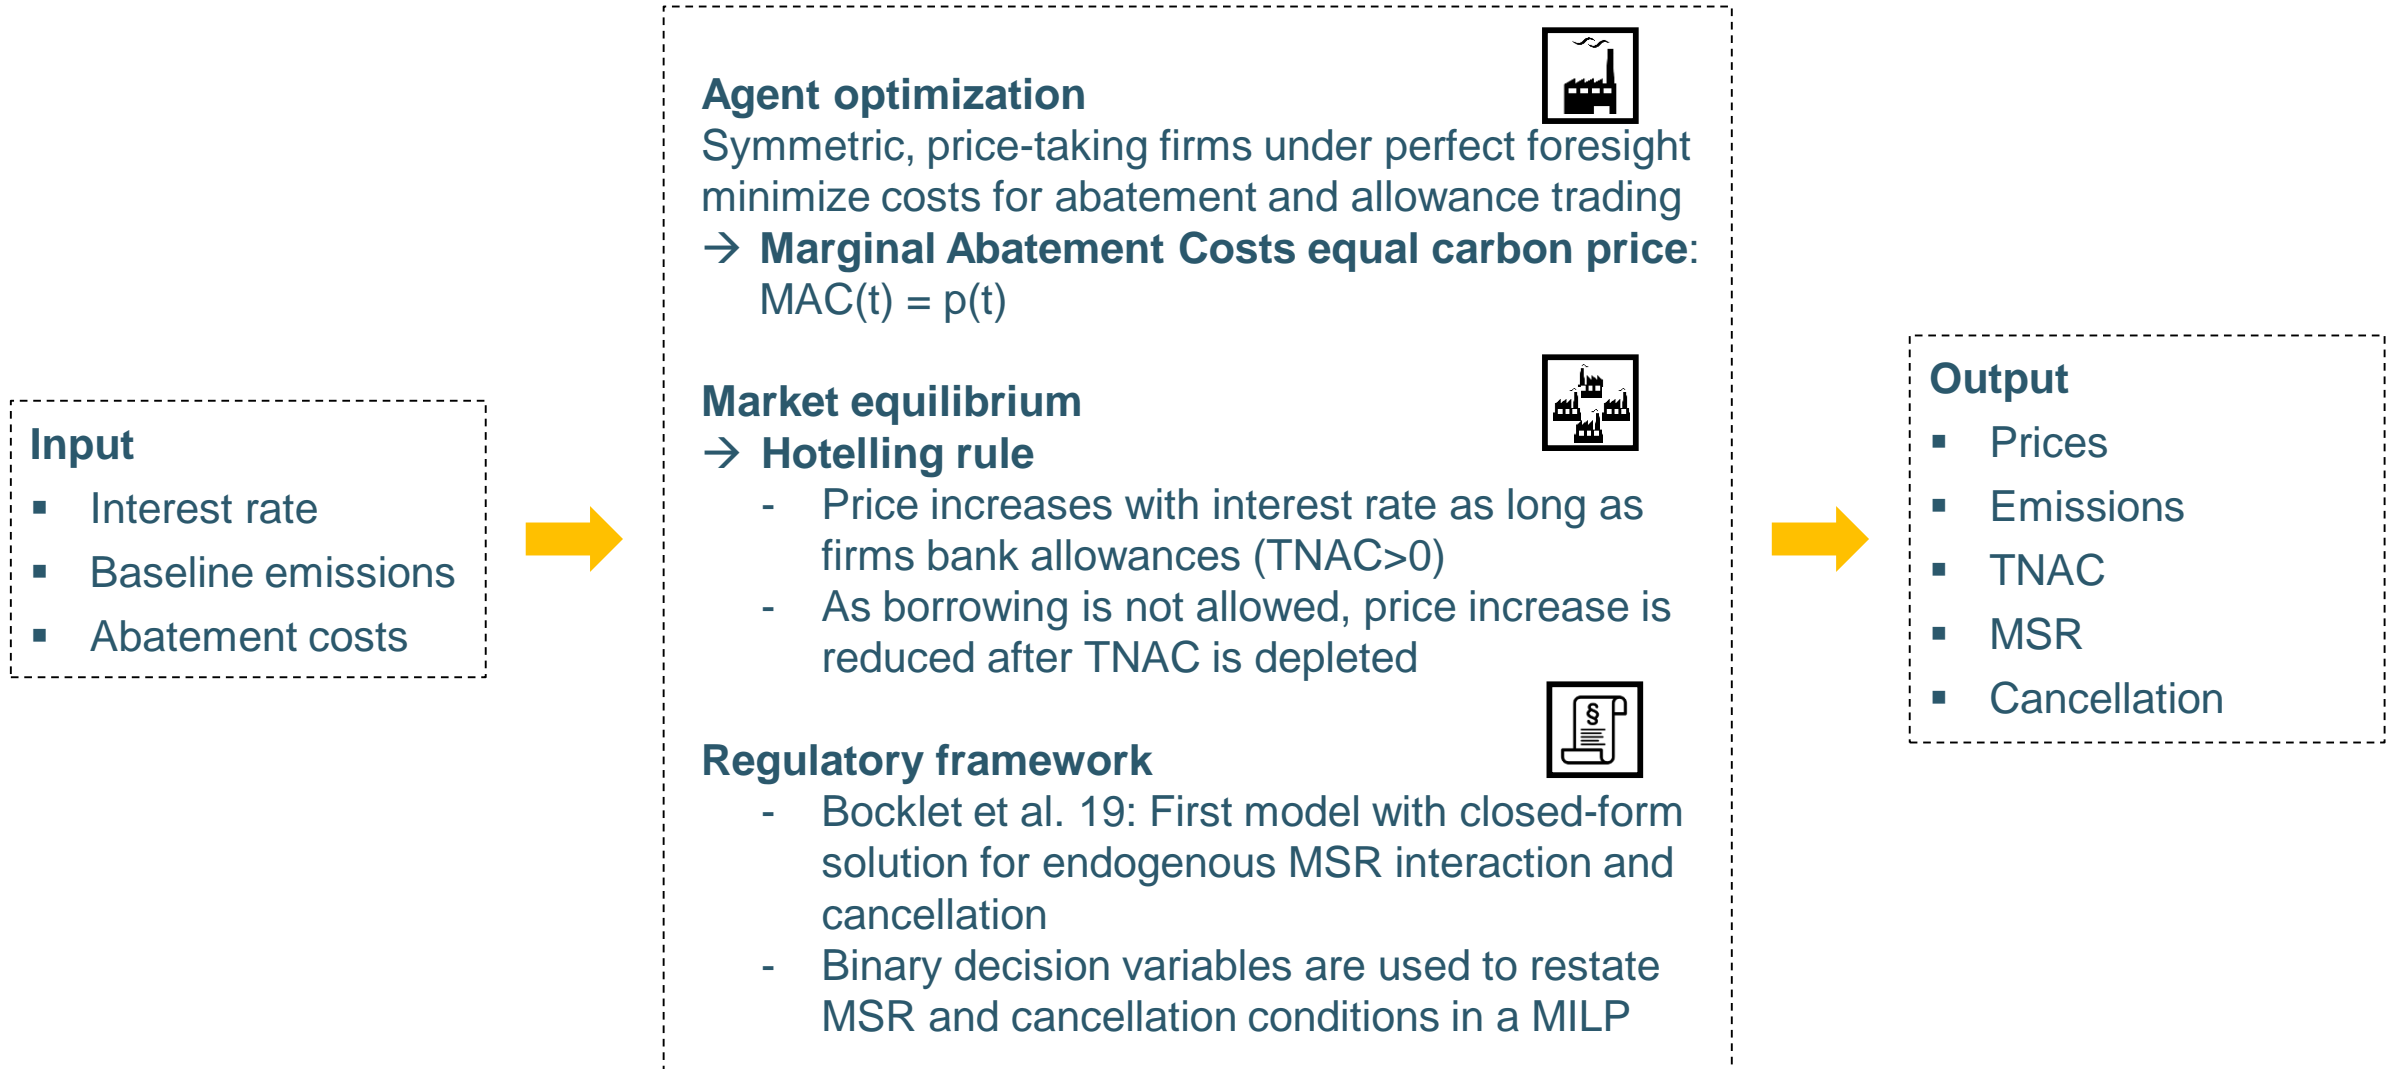 Input
▪ Interest rate
▪ Baseline emissions
▪ Abatement costs
Agent optimization
Symmetric, price-taking firms under perfect foresight
minimize costs for abatement and allowance trading
→ Marginal Abatement Costs equal carbon price:
MAC(t) = p(t)
Market equilibrium
→ Hotelling rule
- Price increases with interest rate as long as
firms bank allowances (TNAC>0)
- As borrowing is not allowed, price increase is
reduced after TNAC is depleted
§
Regulatory framework
- Bocklet et al. 19: First model with closed-form
solution for endogenous MSR interaction and
cancellation
- Binary decision variables are used to restate
MSR and cancellation conditions in a MILP
Output
▪ Prices
▪ Emissions
▪ TNAC
▪ MSR
▪ Cancellation